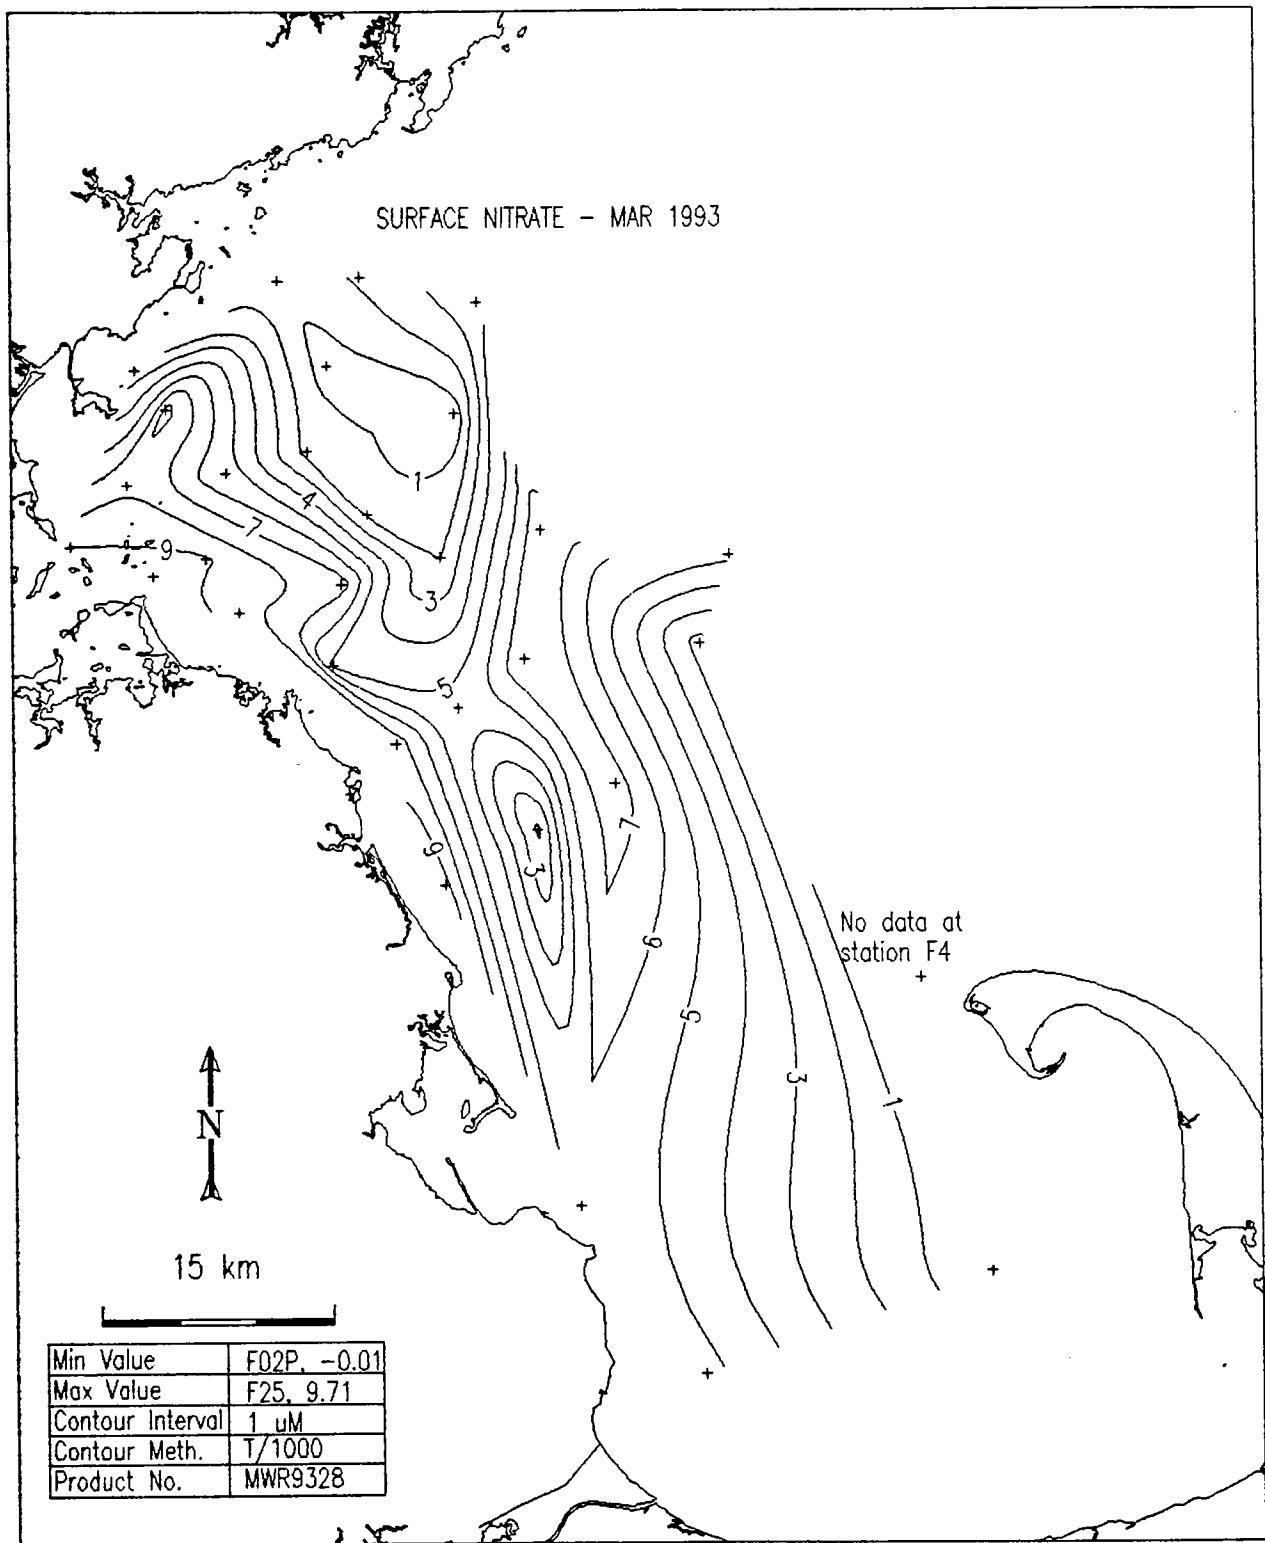 SURFACE NITRATE - MAR 1993
1
4
7
9
3
5
7
9
3
No data at
station F4
6
5
3
1
N
15 km
Min Value F02P, -0.01
Max Value F25, 9.71
Contour Interval 1 uM
Contour Meth. T/1000
Product No. MWR9328